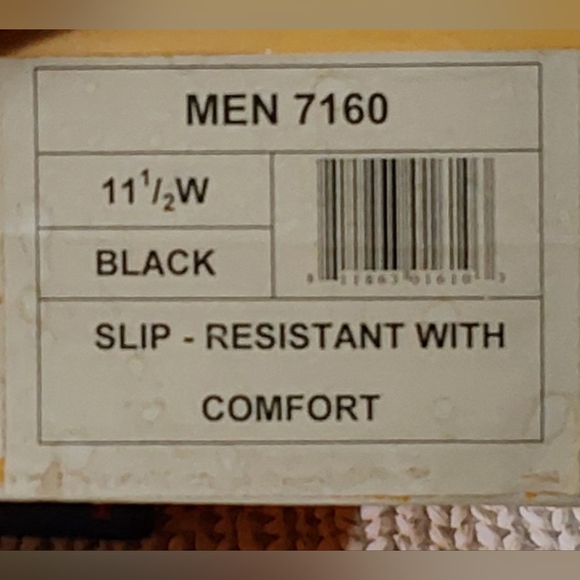 MEN 7160
11 1/2W
BLACK
SLIP - RESISTANT WITH
COMFORT